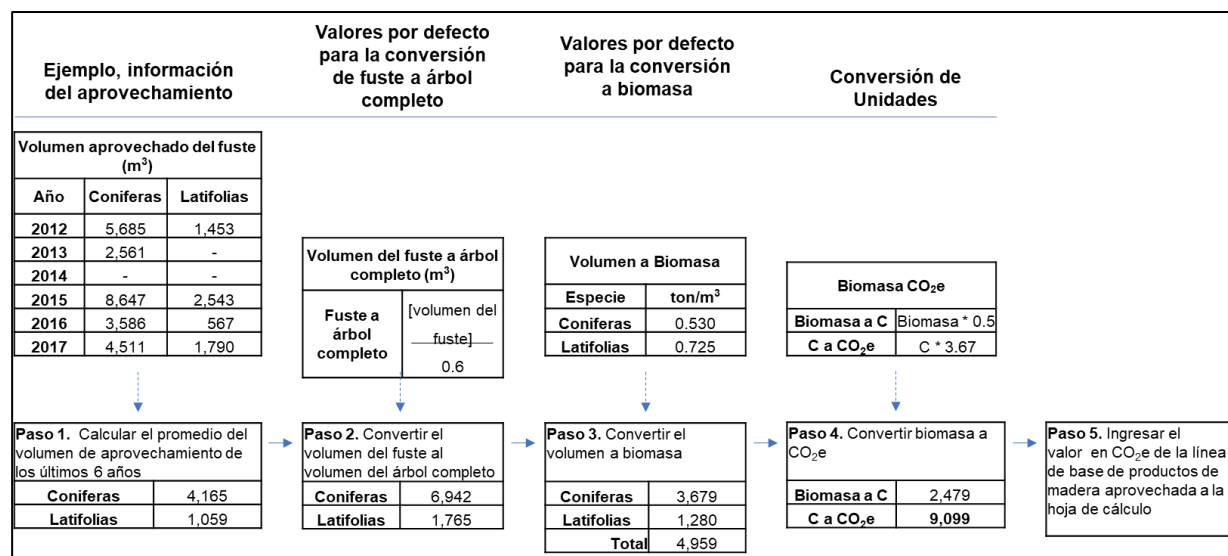 Ejemplo, información
del aprovechamiento
Valores por defecto
para la conversión
de fuste a árbol
completo
Valores por defecto
para la conversión
a biomasa
Conversión de
Unidades
Volumen aprovechado del fuste
(m³)
Año Coniferas Latifolias
2012 5,685 1,453
2013 2,561 -
2014 - -
2015 8,647 2,543
2016 3,586 567
2017 4,511 1,790
Volumen del fuste a árbol
completo (m³)
Fuste a
árbol
completo
[volumen del
fuste]
0.6
Volumen a Biomasa
Especie ton/m³
Coniferas 0.530
Latifolias 0.725
Biomasa CO₂e
Biomasa a C Biomasa * 0.5
C a CO₂e C * 3.67
Paso 1. Calcular el promedio del
volumen de aprovechamiento de
los últimos 6 años
Coniferas 4,165
Latifolias 1,059
Paso 2. Convertir el
volumen del fuste al
volumen del árbol completo
Coniferas 6,942
Latifolias 1,765
Paso 3. Convertir el
volumen a biomasa
Coniferas 3,679
Latifolias 1,280
Total 4,959
Paso 4. Convertir biomasa a
CO₂e
Biomasa a C 2,479
C a CO₂e 9,099
Paso 5. Ingresar el
valor en CO₂e de la línea
de base de productos de
madera aprovechada a la
hoja de cálculo